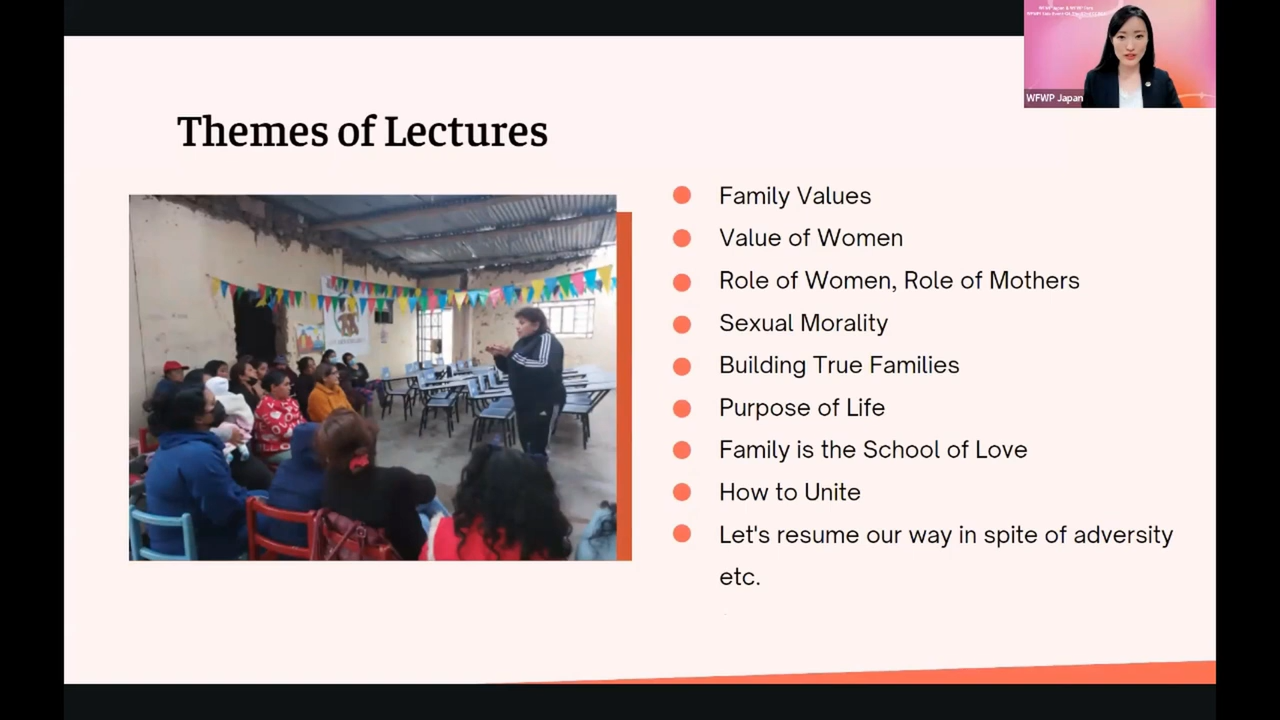 Themes of Lectures
Family Values
Value of Women
Role of Women, Role of Mothers
Sexual Morality
Building True Families
Purpose of Life
Family is the School of Love
How to Unite
Let's resume our way in spite of adversity
etc.
WFWP Japan